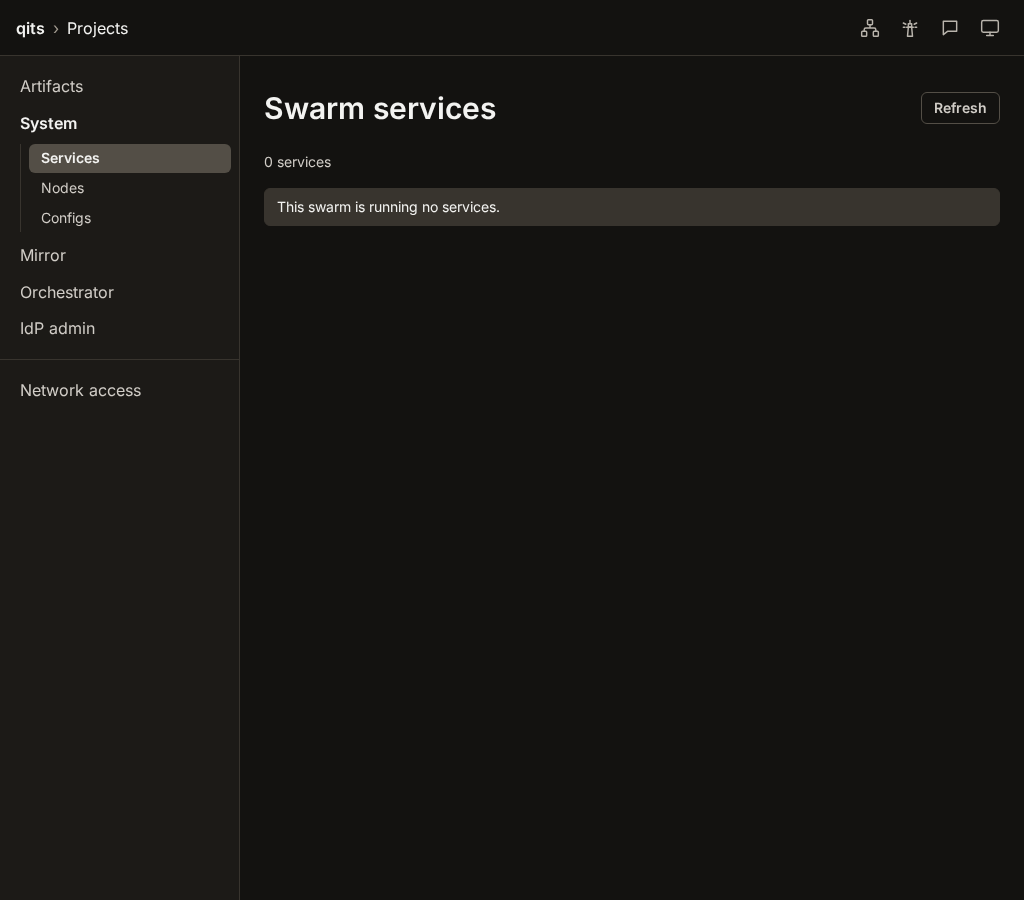 qits › Projects
Artifacts
System
Services
Nodes
Configs
Mirror
Orchestrator
IdP admin
Network access
Swarm services
Refresh
0 services
This swarm is running no services.